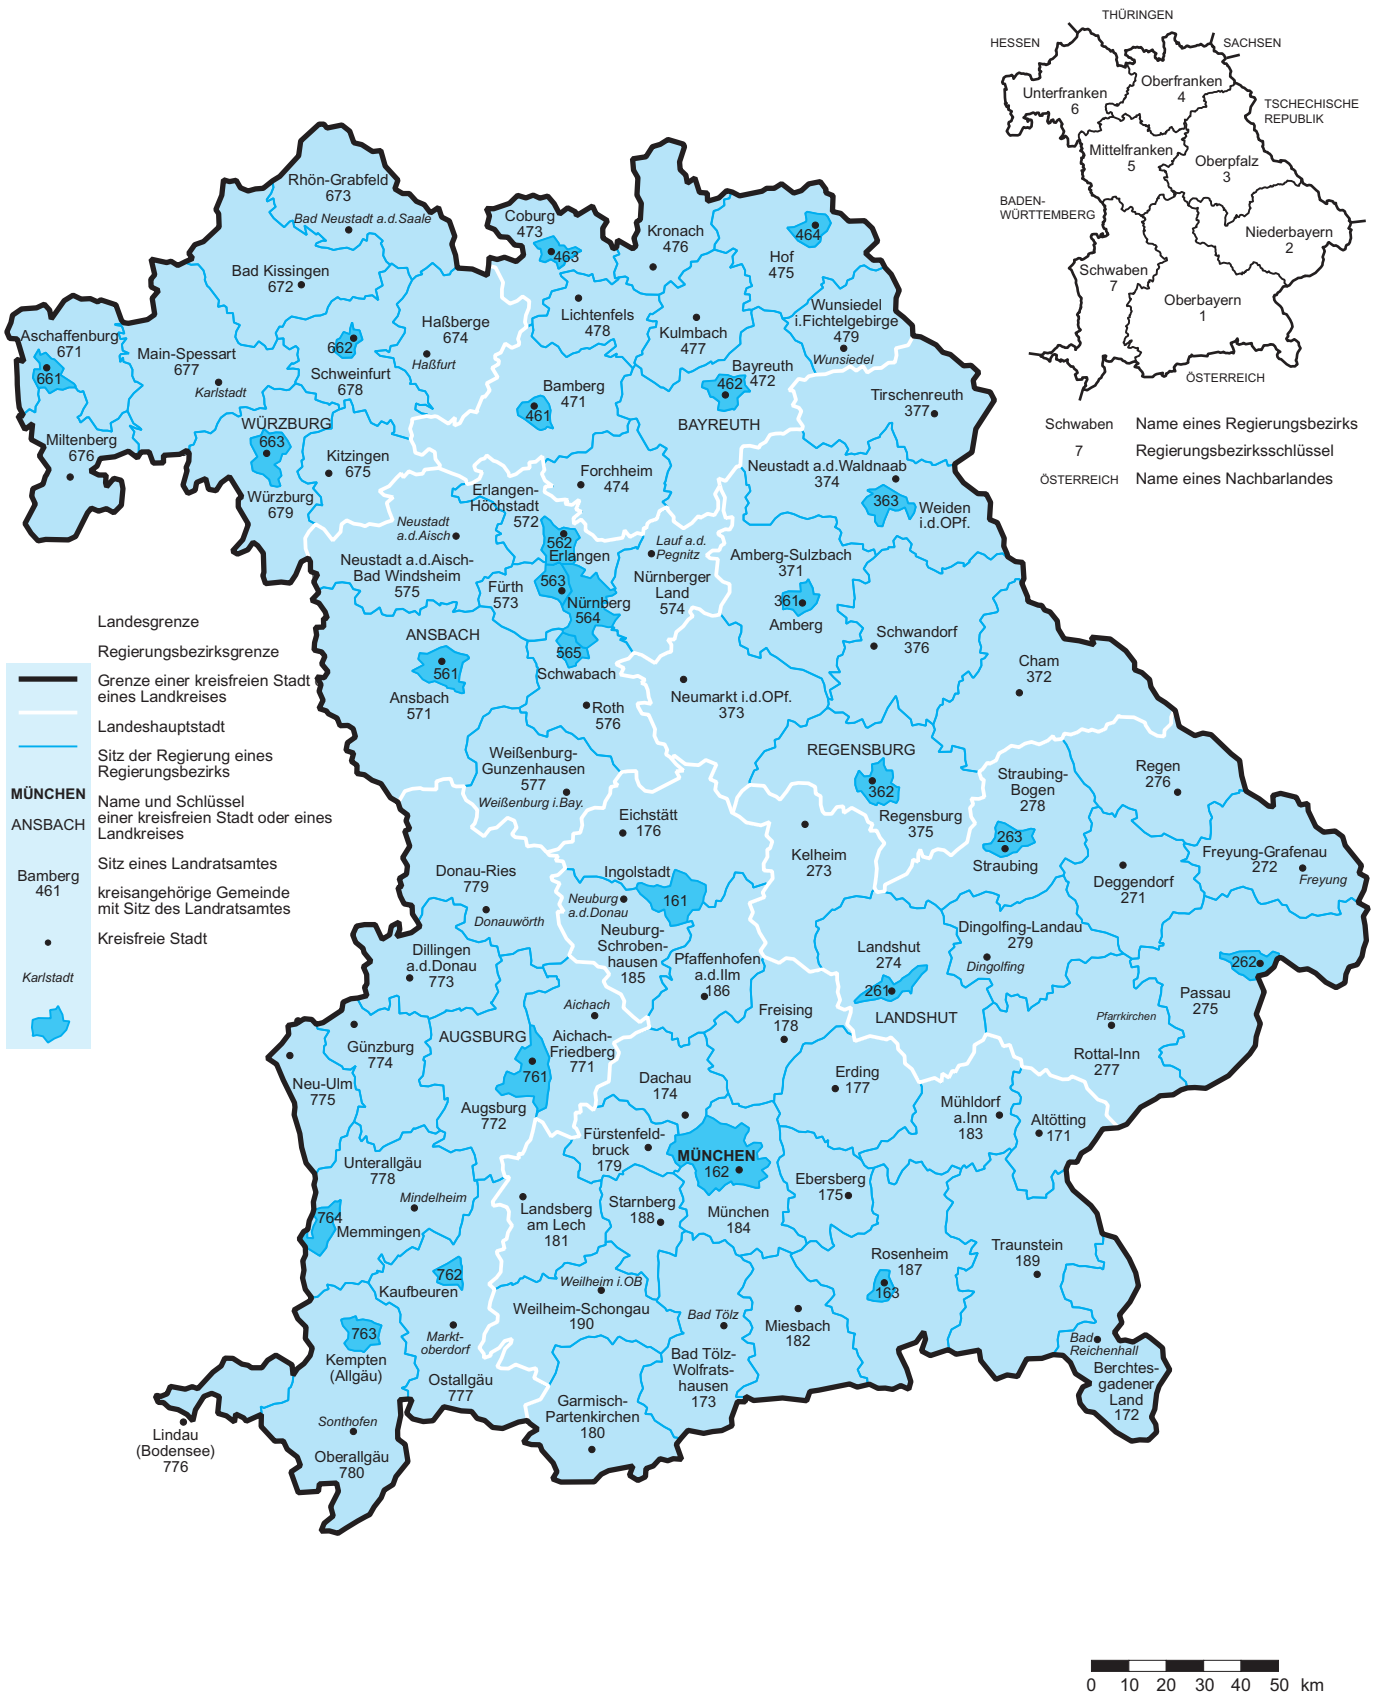 THÜRINGEN
HESSEN
SACHSEN
Oberfranken
4
Unterfranken
6
TSCHECHISCHE
REPUBLIK
Mittelfranken
5
Oberpfalz
3
BADEN-
WÜRTTEMBERG
Niederbayern
2
Schwaben
7
Oberbayern
1
ÖSTERREICH
Schwaben Name eines Regierungsbezirks
7 Regierungsbezirksschlüssel
ÖSTERREICH Name eines Nachbarlandes
Rhön-Grabfeld
673
Bad Neustadt a.d.Saale
Coburg
473
463
Kronach
476
464
Hof
475
Bad Kissingen
672
Aschaffenburg
671
661
Main-Spessart
677
Karlstadt
662
Schweinfurt
678
Haßberge
674
Haßfurt
Lichtenfels
478
Kulmbach
477
Wunsiedel
i.Fichtelgebirge
479
Wunsiedel
Bamberg
471
461
Bayreuth
472
462
BAYREUTH
Tirschenreuth
377
Miltenberg
676
WÜRZBURG
663
Würzburg
679
Kitzingen
675
Forchheim
474
Neustadt a.d.Waldnaab
374
363
Weiden
i.d.OPf.
Erlangen-
Höchstadt
572
Neustadt
a.d.Aisch
562
Erlangen
Lauf a.d.
Pegnitz
Neustadt a.d.Aisch-
Bad Windsheim
575
Fürth
573
563
Nürnberg
564
Nürnberger
Land
574
Amberg-Sulzbach
371
361
Amberg
565
Schwabach
ANSBACH
561
Ansbach
571
Roth
576
Schwandorf
376
Cham
372
Neumarkt i.d.OPf.
373
Weißenburg-
Gunzenhausen
577
Weißenburg i.Bay.
REGENSBURG
362
Regensburg
375
Straubing-
Bogen
278
263
Straubing
Regen
276
Eichstätt
176
Kelheim
273
Deggendorf
271
Freyung-Grafenau
272
Freyung
Donau-Ries
779
Donauwörth
Ingolstadt
161
Neuburg
a.d.Donau
Neuburg-
Schroben-
hausen
185
Dillingen
a.d.Donau
773
Pfaffenhofen
a.d.Ilm
186
Landshut
274
261
LANDSHUT
Dingolfing-Landau
279
Dingolfing
262
Passau
275
Pfarrkirchen
Rottal-Inn
277
Freising
178
Aichach
Aichach-
Friedberg
771
AUGSBURG
761
Augsburg
772
Günzburg
774
Neu-Ulm
775
Dachau
174
Erding
177
Mühldorf
a.Inn
183
Altötting
171
Fürstenfeld-
bruck
179
MÜNCHEN
162
München
184
Ebersberg
175
Unterallgäu
778
Mindelheim
764
Memmingen
Landsberg
am Lech
181
Starnberg
188
Rosenheim
187
163
Traunstein
189
762
Kaufbeuren
Weilheim i.OB
Weilheim-Schongau
190
Bad Tölz
Bad Tölz-
Wolfrats-
hausen
173
Miesbach
182
763
Kempten
(Allgäu)
Markt-
oberdorf
Ostallgäu
777
Bad
Reichenhall
Berchtes-
gadener
Land
172
Garmisch-
Partenkirchen
180
Lindau
(Bodensee)
776
Sonthofen
Oberallgäu
780
Landesgrenze
Regierungsbezirksgrenze
Grenze einer kreisfreien Stadt
eines Landkreises
Landeshauptstadt
Sitz der Regierung eines
Regierungsbezirks
MÜNCHEN
Name und Schlüssel
einer kreisfreien Stadt oder eines
Landkreises
ANSBACH
Sitz eines Landratsamtes
Bamberg
461
kreisangehörige Gemeinde
mit Sitz des Landratsamtes
Kreisfreie Stadt
Karlstadt
0 10 20 30 40 50 km